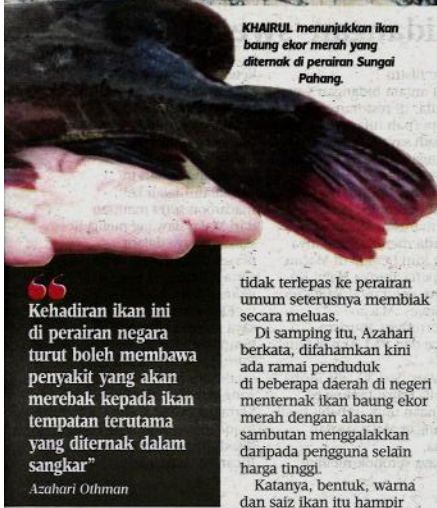 KHAIRUL menunjukkan ikan
baung ekor merah yang
diternak di perairan Sungai
Pahang.
“
Kehadiran ikan ini
di perairan negara
turut boleh membawa
penyakit yang akan
merebak kepada ikan
tempatan terutama
yang diternak dalam
sangkar”
Azahari Othman
tidak terlepas ke perairan
umum seterusnya membiak
secara meluas.
Di samping itu, Azahari
berkata, difahamkan kini
ada ramai penduduk
di beberapa daerah di negeri
menternak ikan baung ekor
merah dengan alasan
sambutan menggalakkan
daripada pengguna selain
harga tinggi.
Katanya, bentuk, warna
dan saiz ikan itu hampir